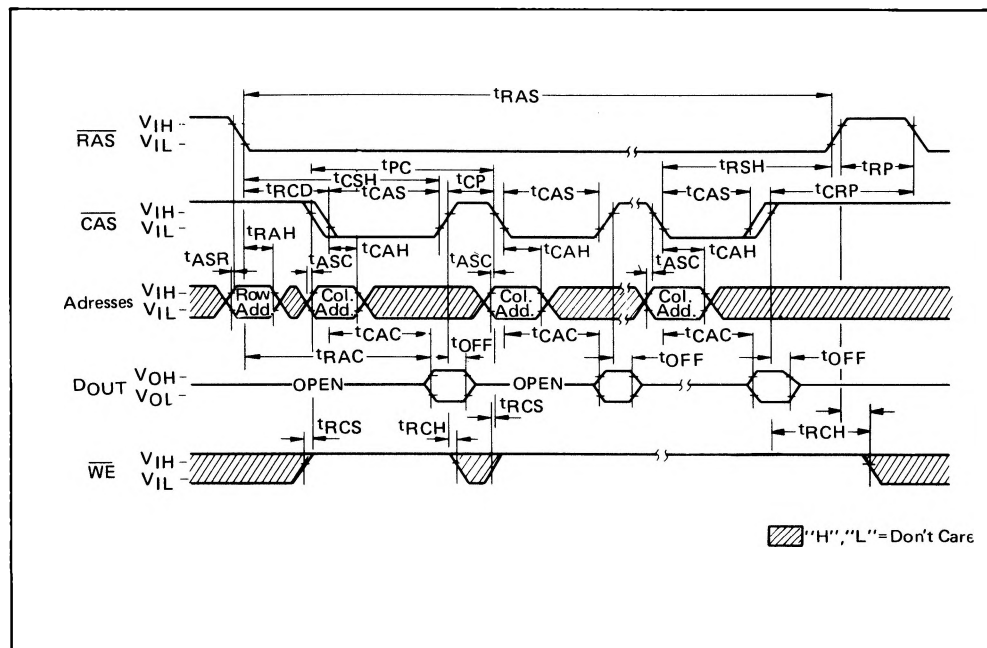 tRAS
RAS
VIH
VIL
tPC
tRSH
tRP
tCSH
tRCD
tCAS
tCP
tCAS
tCAS
tCRP
CAS
VIH
VIL
tRAH
tCAH
tCAH
tCAH
tASR
tASC
tASC
tASC
Adresses
VIH
VIL
Row Add.
Col. Add.
Col. Add.
Col. Add.
tCAC
tCAC
tCAC
tRAC
tOFF
tOFF
tOFF
DOUT
VOH
VOL
OPEN
OPEN
tRCS
tRCH
tRCS
tRCH
WE
VIH
VIL
"H","L"=Don't Care